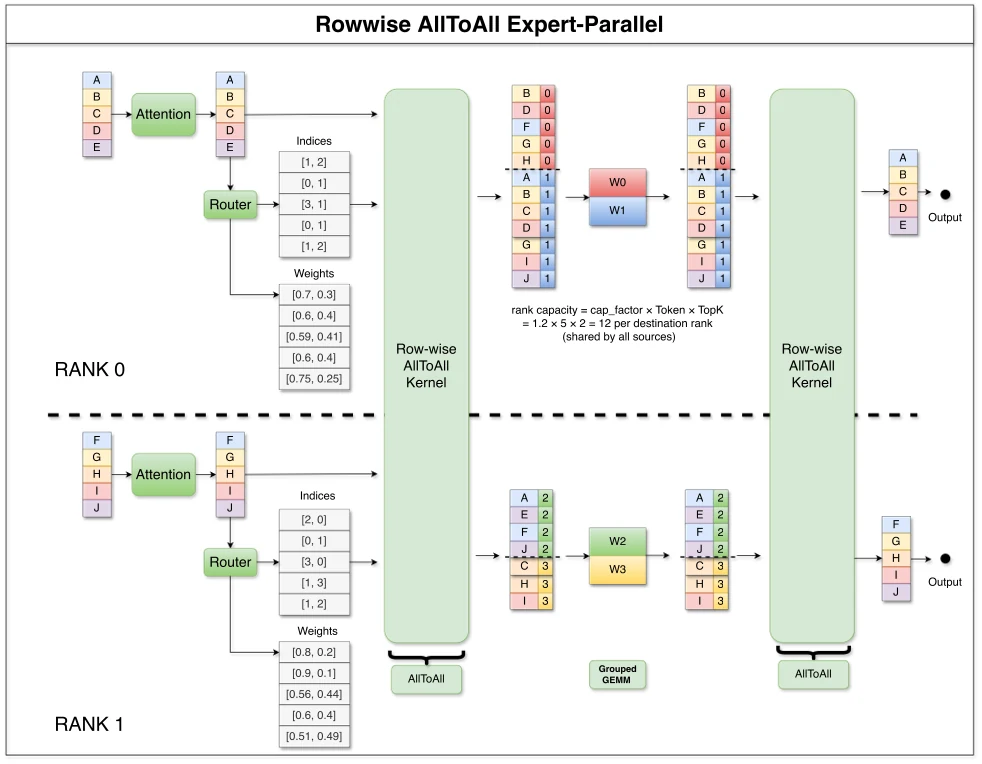 Rowwise AllToAll Expert-Parallel
A
B
C
D
E
Attention
A
B
C
D
E
Router
Indices
[1, 2]
[0, 1]
[3, 1]
[0, 1]
[1, 2]
Weights
[0.7, 0.3]
[0.6, 0.4]
[0.59, 0.41]
[0.6, 0.4]
[0.75, 0.25]
RANK 0
Row-wise
AllToAll
Kernel
B 0
D 0
F 0
G 0
H 0
A 1
B 1
C 1
D 1
G 1
I 1
J 1
W0
W1
B 0
D 0
F 0
G 0
H 0
A 1
B 1
C 1
D 1
G 1
I 1
J 1
rank capacity = cap_factor × Token × TopK
= 1.2 × 5 × 2 = 12 per destination rank
(shared by all sources)
Row-wise
AllToAll
Kernel
A
B
C
D
E
Output
F
G
H
I
J
Attention
F
G
H
I
J
Router
Indices
[2, 0]
[0, 1]
[3, 0]
[1, 3]
[1, 2]
Weights
[0.8, 0.2]
[0.9, 0.1]
[0.56, 0.44]
[0.6, 0.4]
[0.51, 0.49]
RANK 1
AllToAll
A 2
E 2
F 2
J 2
C 3
H 3
I 3
W2
W3
A 2
E 2
F 2
J 2
C 3
H 3
I 3
Grouped
GEMM
AllToAll
F
G
H
I
J
Output